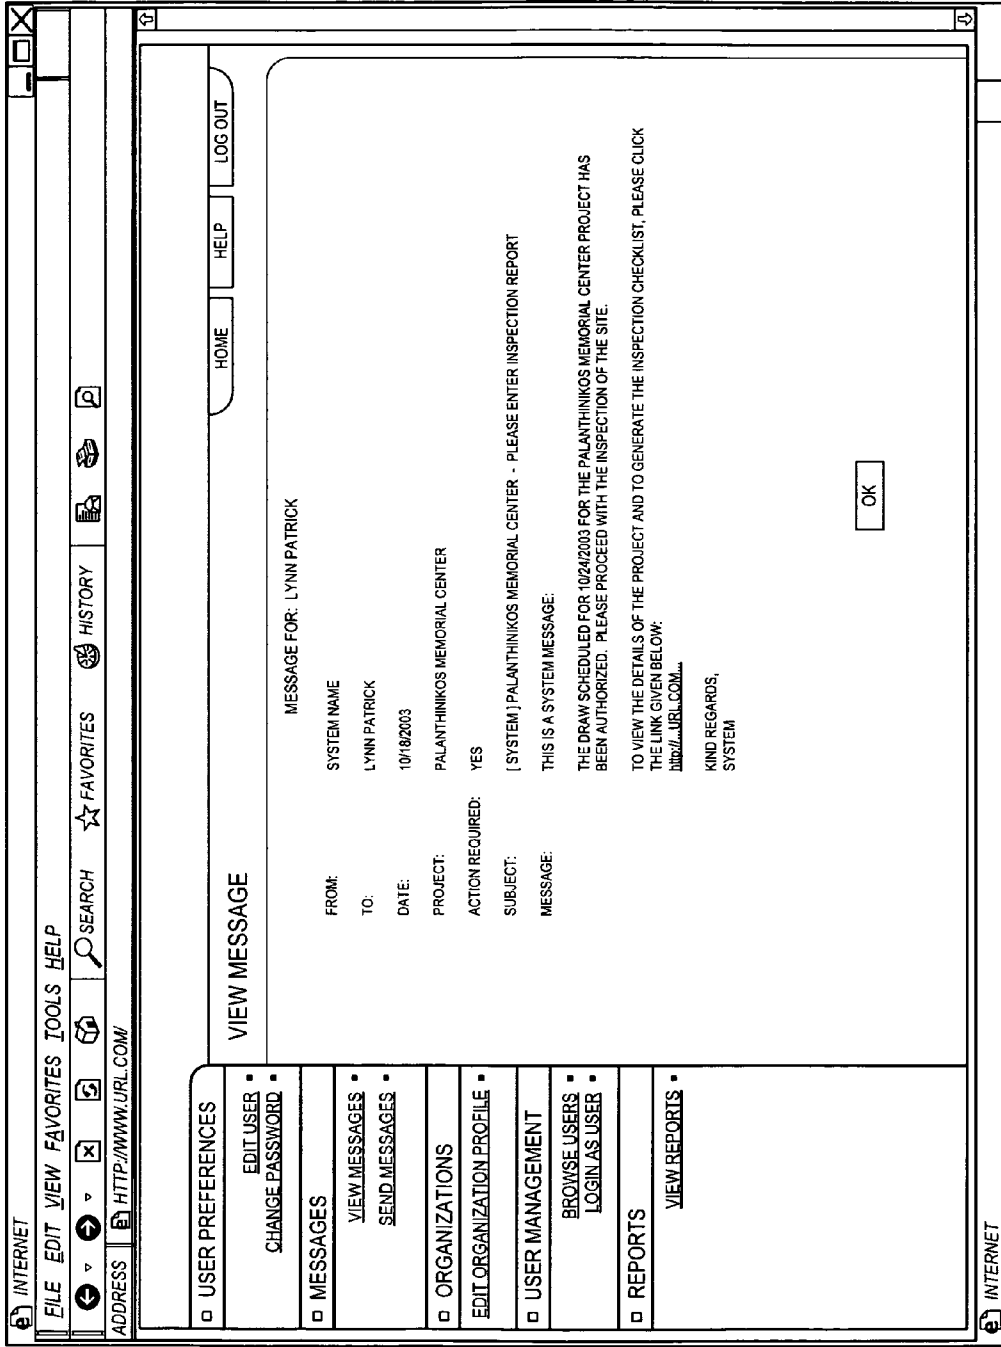 INTERNET
FILE EDIT VIEW FAVORITES TOOLS HELP
SEARCH FAVORITES HISTORY
ADDRESS HTTP://WWW.URL.COM/
HOME HELP LOG OUT
USER PREFERENCES
EDIT USER
CHANGE PASSWORD
MESSAGES
VIEW MESSAGES
SEND MESSAGES
ORGANIZATIONS
EDIT ORGANIZATION PROFILE
USER MANAGEMENT
BROWSE USERS
LOGIN AS USER
REPORTS
VIEW REPORTS
VIEW MESSAGE
MESSAGE FOR: LYNN PATRICK
FROM: SYSTEM NAME
TO: LYNN PATRICK
DATE: 10/18/2003
PROJECT: PALANTHINIKOS MEMORIAL CENTER
ACTION REQUIRED: YES
SUBJECT: [ SYSTEM ] PALANTHINIKOS MEMORIAL CENTER - PLEASE ENTER INSPECTION REPORT
MESSAGE: THIS IS A SYSTEM MESSAGE:
THE DRAW SCHEDULED FOR 10/24/2003 FOR THE PALANTHINIKOS MEMORIAL CENTER PROJECT HAS
BEEN AUTHORIZED. PLEASE PROCEED WITH THE INSPECTION OF THE SITE.
TO VIEW THE DETAILS OF THE PROJECT AND TO GENERATE THE INSPECTION CHECKLIST, PLEASE CLICK
THE LINK GIVEN BELOW:
http://...URL.COM...
KIND REGARDS,
SYSTEM
OK
INTERNET